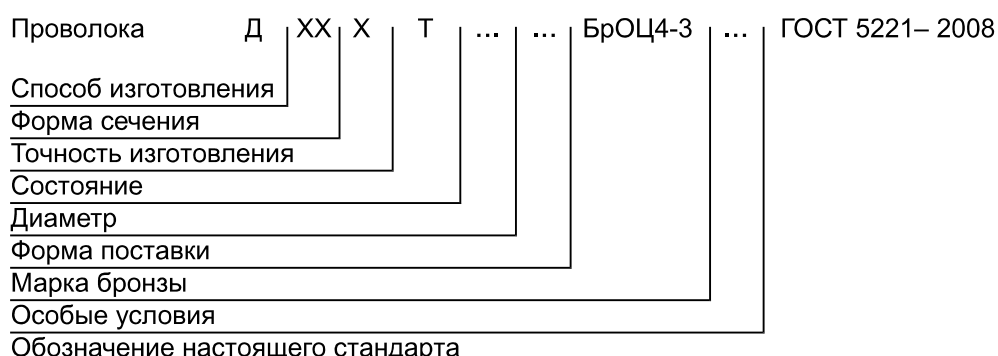 Проволока Д ХХ Х Т ... ... БрОЦ4-3 ... ГОСТ 5221– 2008
Способ изготовления
Форма сечения
Точность изготовления
Состояние
Диаметр
Форма поставки
Марка бронзы
Особые условия
Обозначение настоящего стандарта